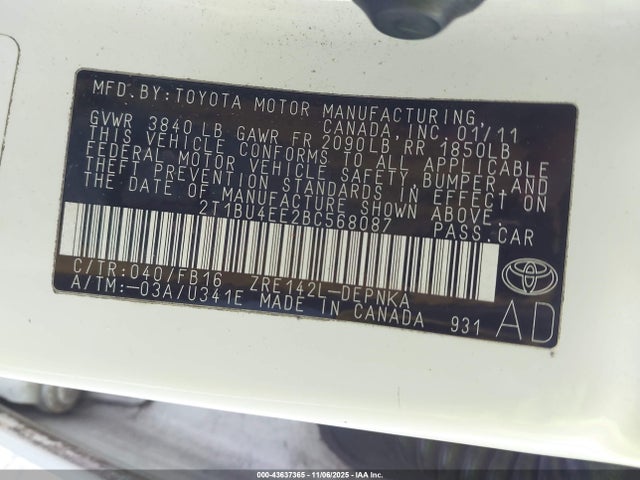 MFD.BY:TOYOTA MOTOR MANUFACTURING,
CANADA, INC. 01/11
GVWR 3840 LB GAWR FR 2090LB,RR 1850LB
THIS VEHICLE CONFORMS TO ALL APPLICABLE
FEDERAL MOTOR VEHICLE SAFETY, BUMPER, AND
THEFT PREVENTION STANDARDS IN EFFECT ON
THE DATE OF MANUFACTURE SHOWN ABOVE.
2T1BU4EE2BC568087 PASS.CAR
C/TR:040/FB16 ZRE142L-DEPNKA
A/TM:-03A/U341E MADE IN CANADA 931
TOYOTA
AD
000-43637365 - 11/06/2025 - IAAI, Inc.